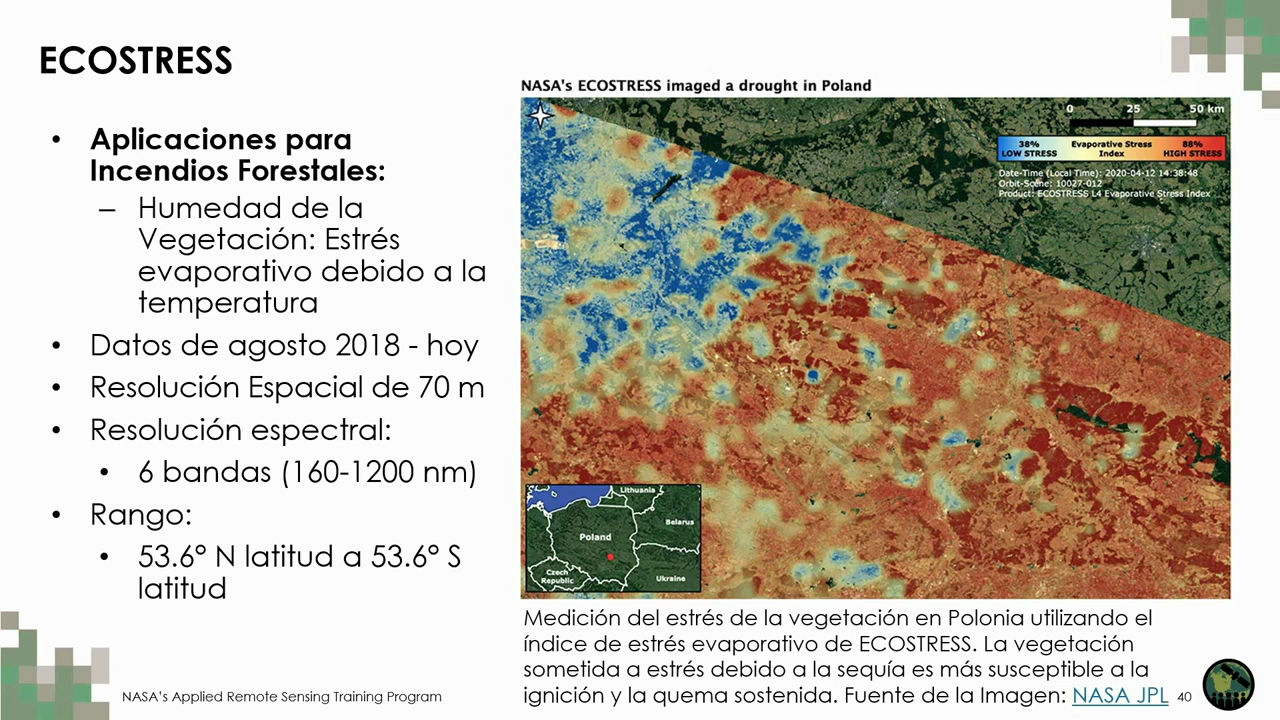 ECOSTRESS
• Aplicaciones para
Incendios Forestales:
– Humedad de la
Vegetación: Estrés
evaporativo debido a la
temperatura
• Datos de agosto 2018 - hoy
• Resolución Espacial de 70 m
• Resolución espectral:
• 6 bandas (160-1200 nm)
• Rango:
• 53.6° N latitud a 53.6° S
latitud
NASA's ECOSTRESS imaged a drought in Poland
0 25 50 km
38% LOW STRESS Evaporative Stress Index 88% HIGH STRESS
Date-Time (Local Time): 2020-04-12 14:38:48
Orbit-Scene: 10027-012
Product: ECOSTRESS L4 Evaporative Stress Index
Lithuania
Belarus
Poland
Czech
Republic
Ukraine
Medición del estrés de la vegetación en Polonia utilizando el
índice de estrés evaporativo de ECOSTRESS. La vegetación
sometida a estrés debido a la sequía es más susceptible a la
ignición y la quema sostenida. Fuente de la Imagen: NASA JPL
NASA's Applied Remote Sensing Training Program
40